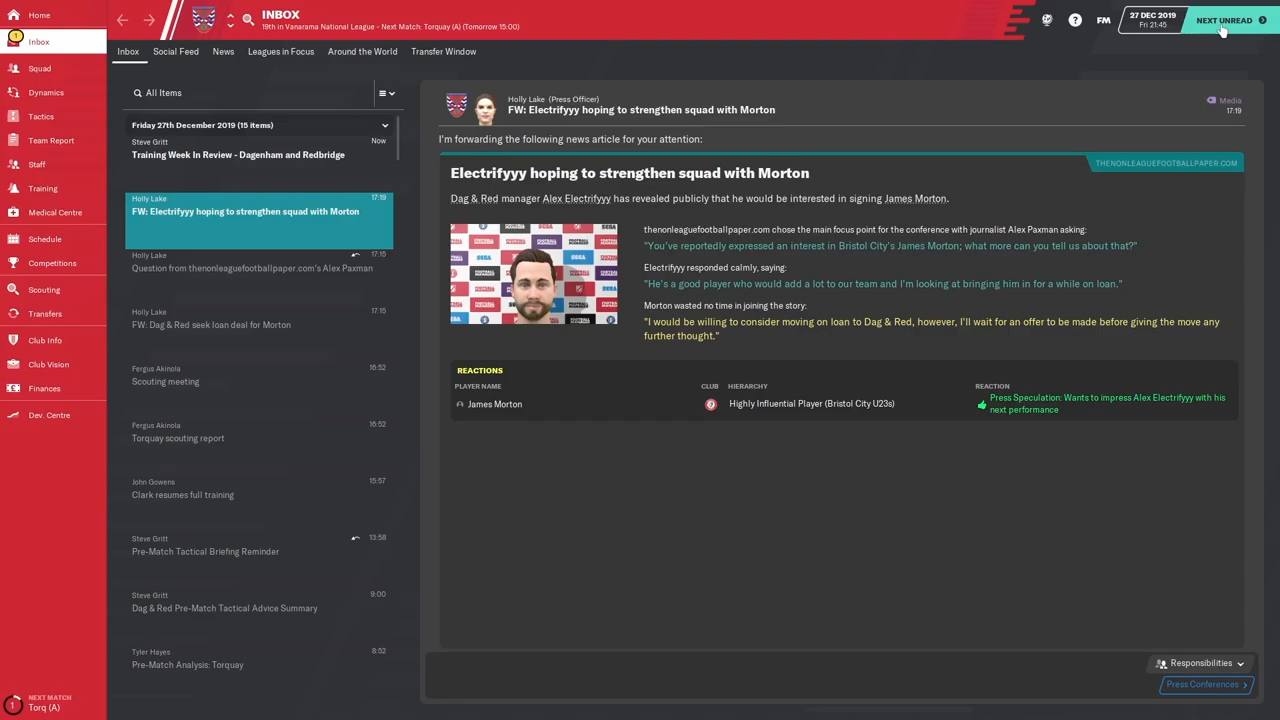 Home
INBOX
19th in Vanarama National League - Next Match: Torquay (A) (Tomorrow 15:00)
?
FM
27 DEC 2019
Fri 21:45
NEXT UNREAD
1
Inbox
Squad
Dynamics
Tactics
Team Report
Staff
Training
Medical Centre
Schedule
Competitions
Scouting
Transfers
Club Info
Club Vision
Finances
Dev. Centre
1
NEXT MATCH
Torq (A)
Inbox
Social Feed
News
Leagues in Focus
Around the World
Transfer Window
All Items
Friday 27th December 2019 (15 items)
Steve Gritt
Now
Training Week In Review - Dagenham and Redbridge
Holly Lake
17:19
FW: Electrifyyy hoping to strengthen squad with Morton
Holly Lake
17:15
Question from thenonleaguefootballpaper.com's Alex Paxman
Holly Lake
17:15
FW: Dag & Red seek loan deal for Morton
Fergus Akinola
16:52
Scouting meeting
Fergus Akinola
16:52
Torquay scouting report
John Gowens
15:57
Clark resumes full training
Steve Gritt
13:58
Pre-Match Tactical Briefing Reminder
Steve Gritt
9:00
Dag & Red Pre-Match Tactical Advice Summary
Tyler Hayes
8:52
Pre-Match Analysis: Torquay
Holly Lake (Press Officer)
FW: Electrifyyy hoping to strengthen squad with Morton
Media
17:19
I'm forwarding the following news article for your attention:
THENONLEAGUEFOOTBALLPAPER.COM
Electrifyyy hoping to strengthen squad with Morton
Dag & Red manager Alex Electrifyyy has revealed publicly that he would be interested in signing James Morton.
SEGA
thenonleaguefootballpaper.com chose the main focus point for the conference with journalist Alex Paxman asking:
"You've reportedly expressed an interest in Bristol City's James Morton; what more can you tell us about that?"
Electrifyyy responded calmly, saying:
"He's a good player who would add a lot to our team and I'm looking at bringing him in for a while on loan."
Morton wasted no time in joining the story:
"I would be willing to consider moving on loan to Dag & Red, however, I'll wait for an offer to be made before giving the move any
further thought."
REACTIONS
PLAYER NAME
CLUB
HIERARCHY
REACTION
James Morton
Highly Influential Player (Bristol City U23s)
Press Speculation: Wants to impress Alex Electrifyyy with his
next performance
Responsibilities
Press Conferences